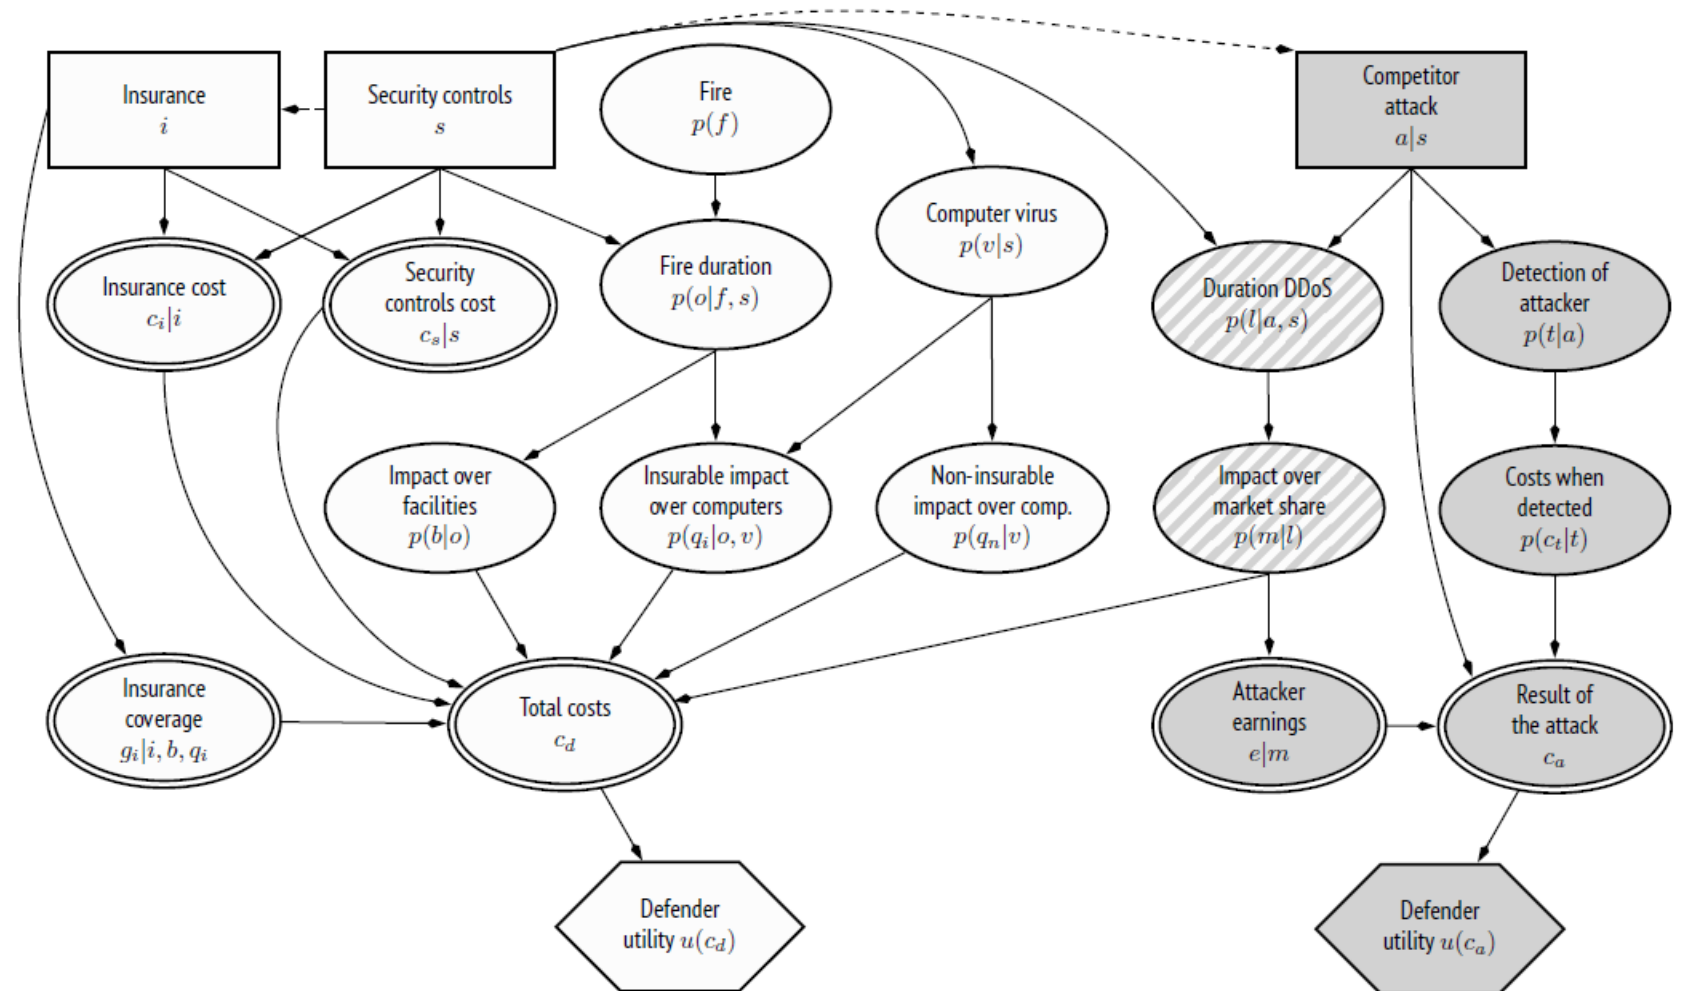 Insurance
i
Security controls
s
Fire
p(f)
Competitor
attack
a|s
Computer virus
p(v|s)
Insurance cost
c_i|i
Security
controls cost
c_s|s
Fire duration
p(o|f, s)
Duration DDoS
p(l|a, s)
Detection of
attacker
p(t|a)
Impact over
facilities
p(b|o)
Insurable impact
over computers
p(q_i|o, v)
Non-insurable
impact over comp.
p(q_n|v)
Impact over
market share
p(m|l)
Costs when
detected
p(c_t|t)
Insurance
coverage
g_i|i, b, q_i
Total costs
c_d
Attacker
earnings
e|m
Result of
the attack
c_a
Defender
utility u(c_d)
Defender
utility u(c_a)